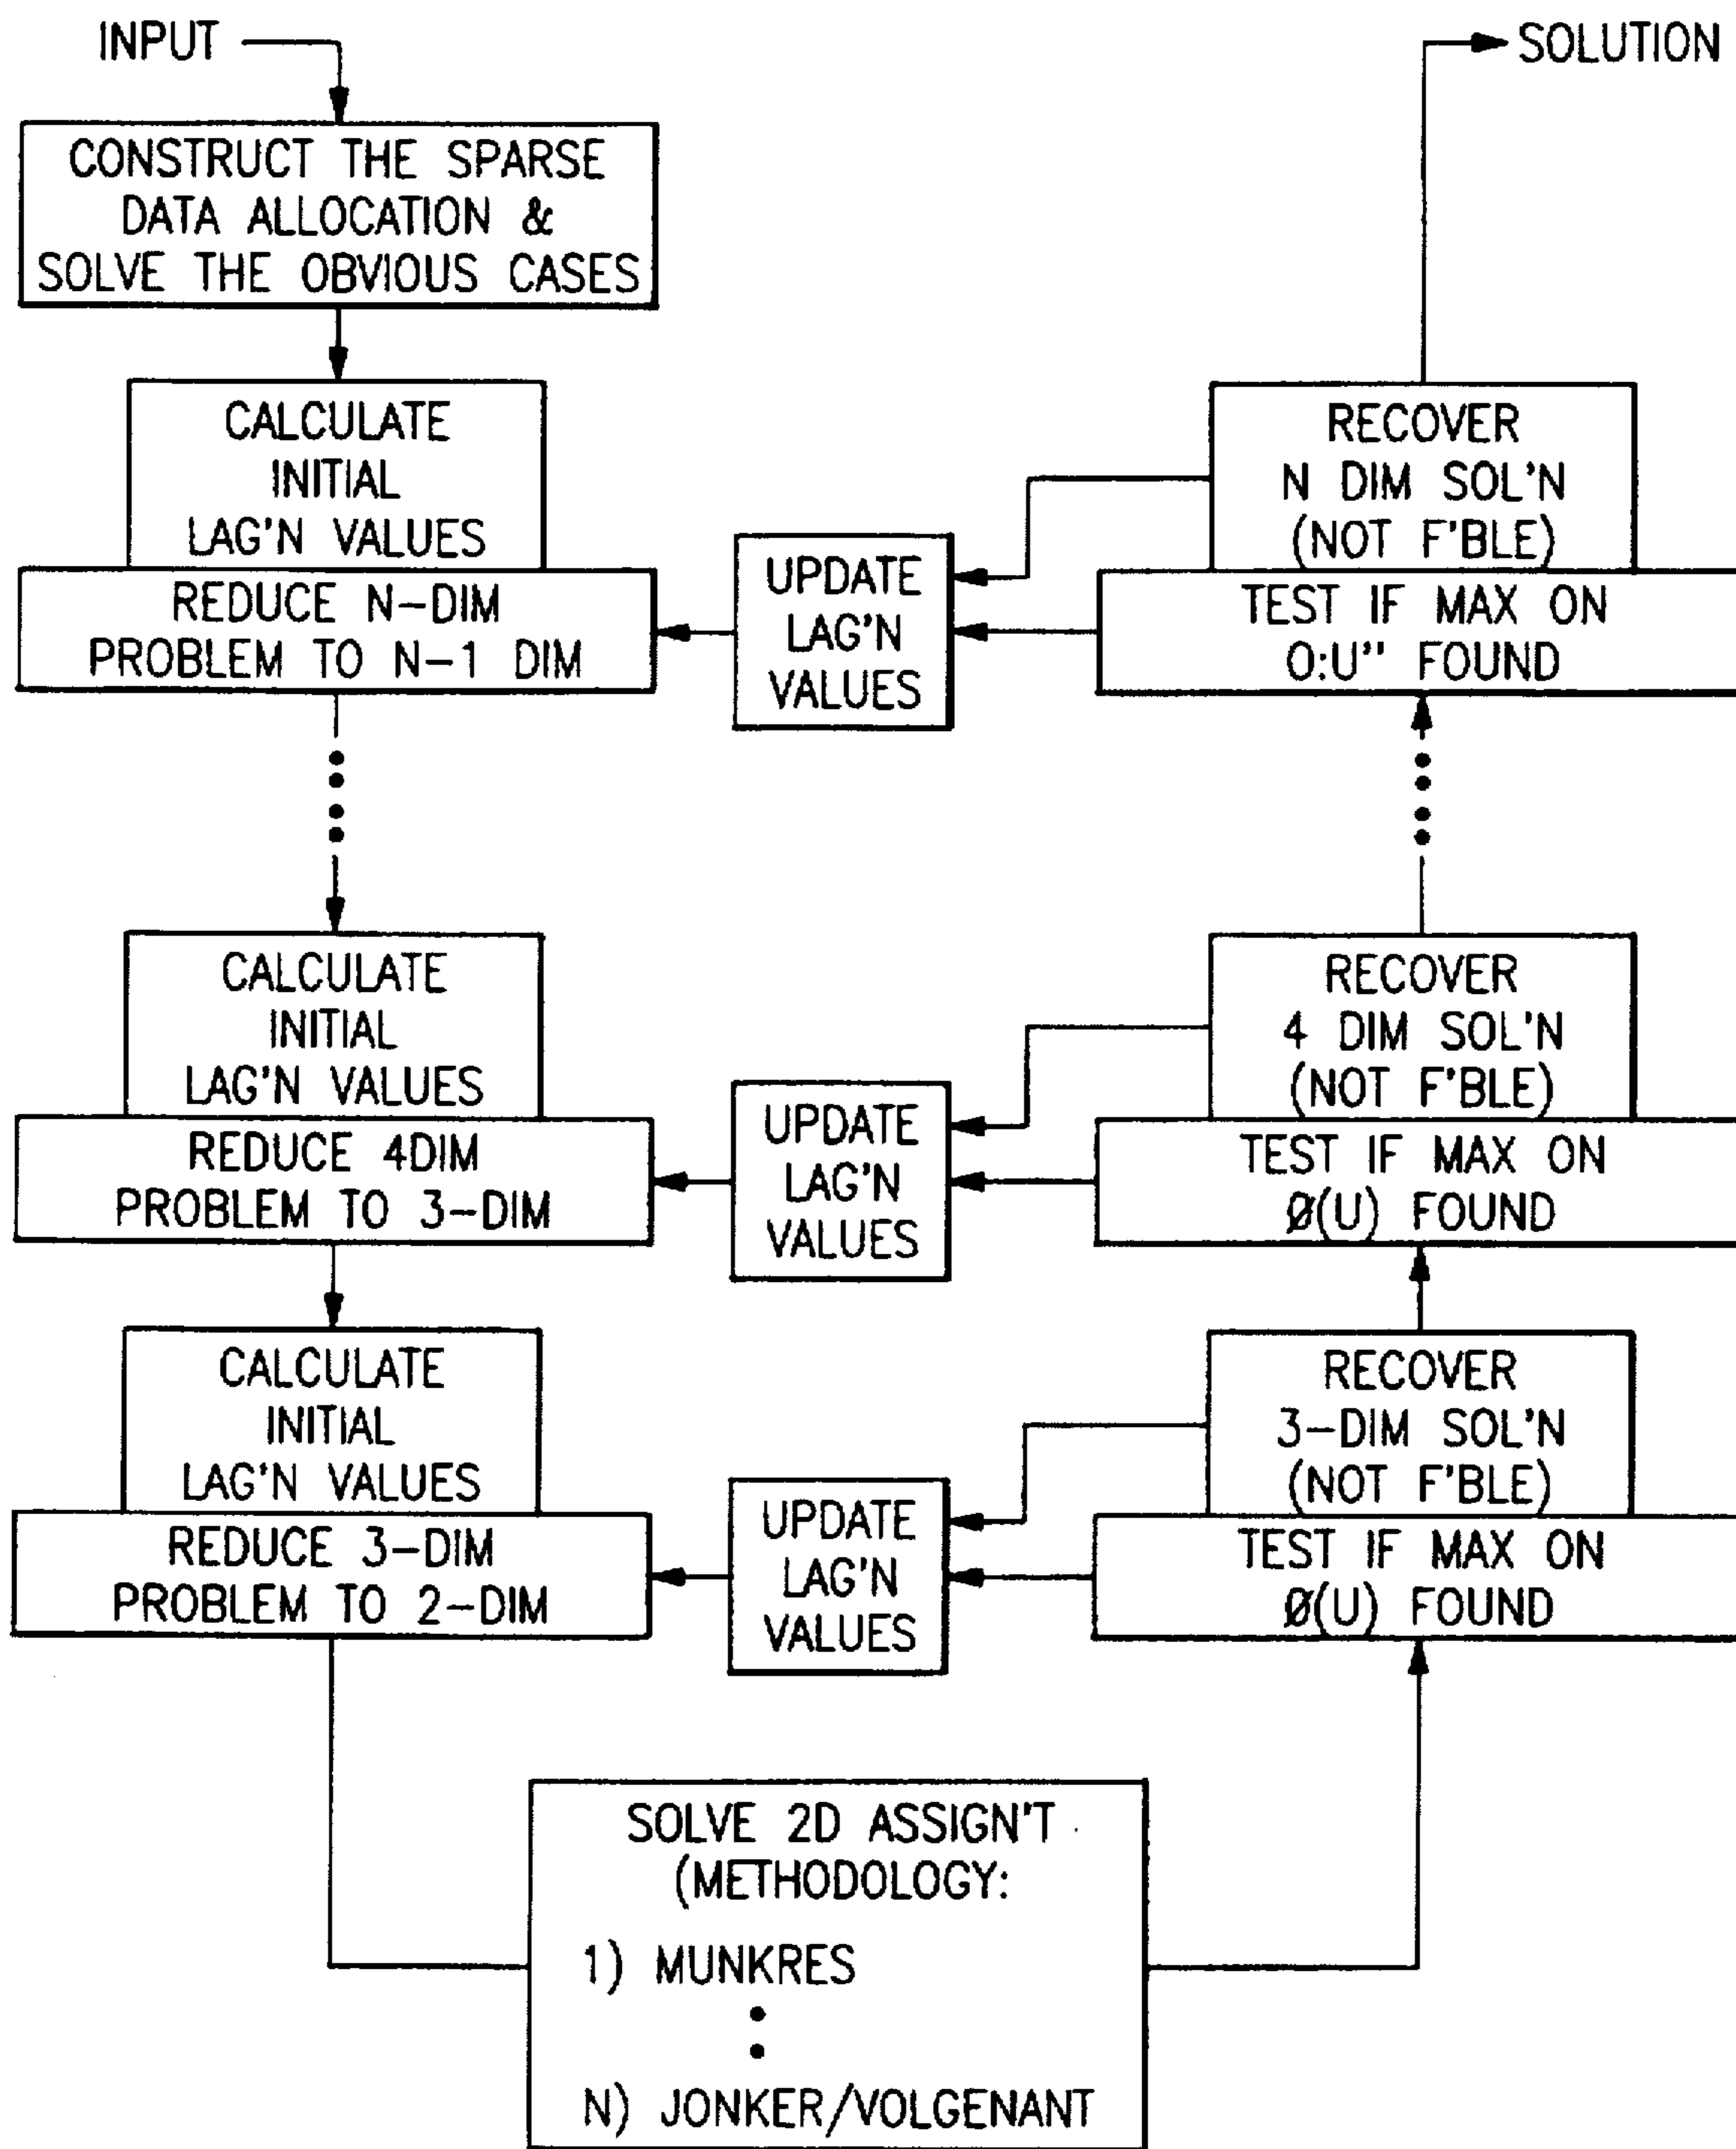 INPUT
SOLUTION
CONSTRUCT THE SPARSE
DATA ALLOCATION &
SOLVE THE OBVIOUS CASES
CALCULATE
INITIAL
LAG'N VALUES
REDUCE N-DIM
PROBLEM TO N-1 DIM
UPDATE
LAG'N
VALUES
RECOVER
N DIM SOL'N
(NOT F'BLE)
TEST IF MAX ON
O:U" FOUND
CALCULATE
INITIAL
LAG'N VALUES
REDUCE 4DIM
PROBLEM TO 3-DIM
UPDATE
LAG'N
VALUES
RECOVER
4 DIM SOL'N
(NOT F'BLE)
TEST IF MAX ON
Ø(U) FOUND
CALCULATE
INITIAL
LAG'N VALUES
REDUCE 3-DIM
PROBLEM TO 2-DIM
UPDATE
LAG'N
VALUES
RECOVER
3-DIM SOL'N
(NOT F'BLE)
TEST IF MAX ON
Ø(U) FOUND
SOLVE 2D ASSIGN'T
(METHODOLOGY:
1) MUNKRES
N) JONKER/VOLGENANT